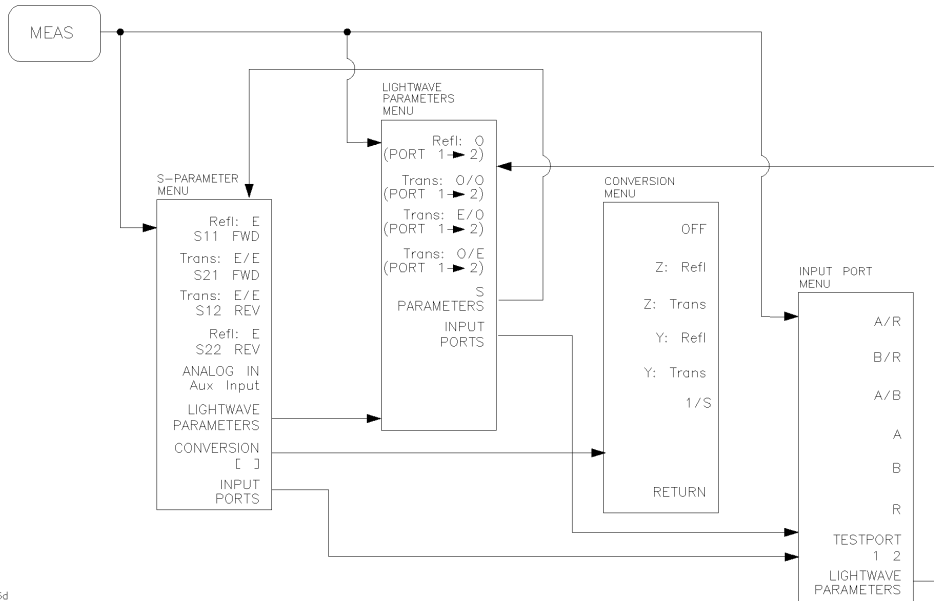 MEAS
S-PARAMETER
MENU
Refl: E
S11 FWD
Trans: E/E
S21 FWD
Trans: E/E
S12 REV
Refl: E
S22 REV
ANALOG IN
Aux Input
LIGHTWAVE
PARAMETERS
CONVERSION
[ ]
INPUT
PORTS
LIGHTWAVE
PARAMETERS
MENU
Refl: O
(PORT 1→2)
Trans: O/O
(PORT 1→2)
Trans: E/O
(PORT 1→2)
Trans: O/E
(PORT 1→2)
S
PARAMETERS
INPUT
PORTS
CONVERSION
MENU
OFF
Z: Refl
Z: Trans
Y: Refl
Y: Trans
1/S
RETURN
INPUT PORT
MENU
A/R
B/R
A/B
A
B
R
TESTPORT
1 2
LIGHTWAVE
PARAMETERS